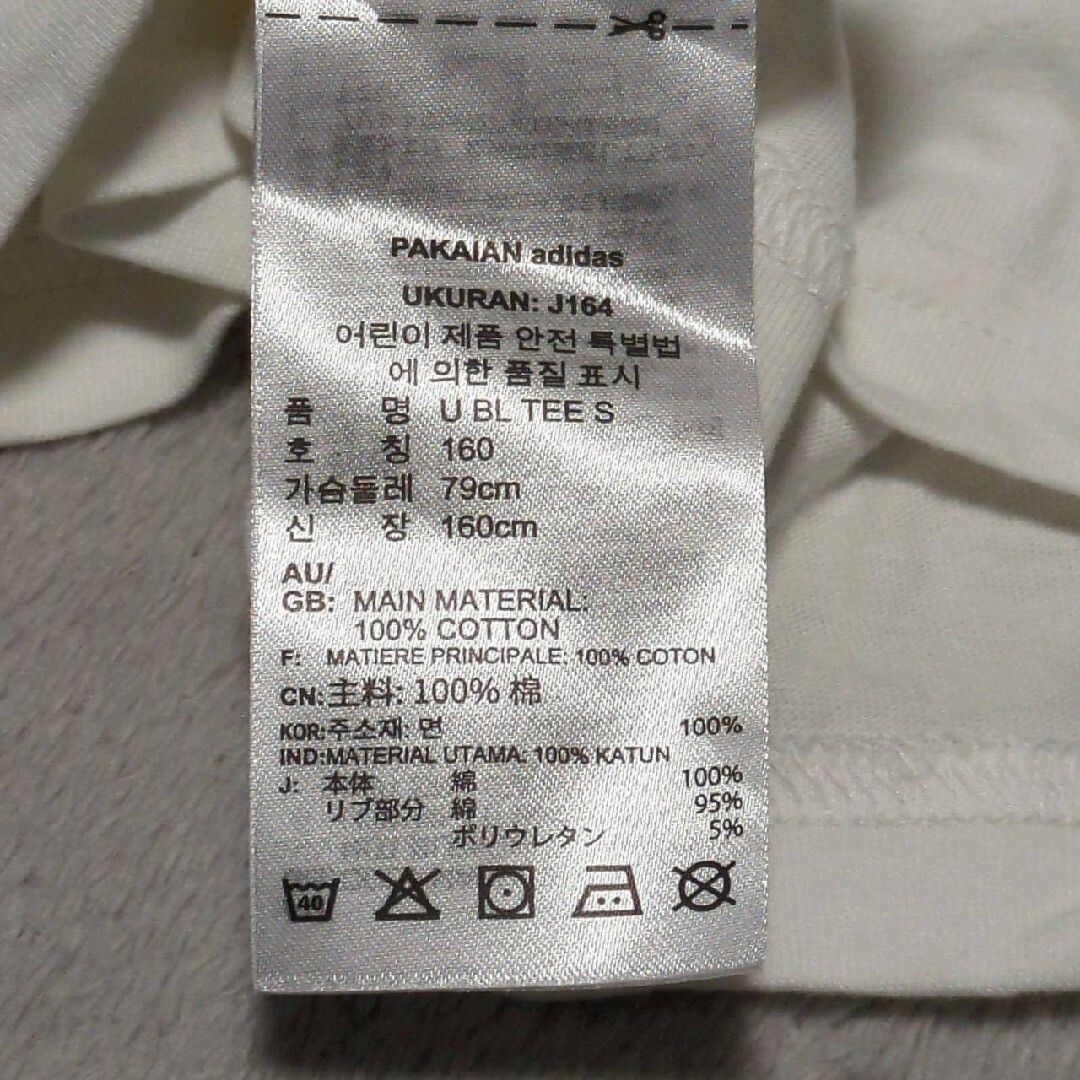 PAKAIAN adidas
UKURAN: J164
어린이 제품 안전 특별법
에 의한 품질 표시
품 명 U BL TEE S
호 칭 160
가슴둘레 79cm
신 장 160cm
AU/
GB: MAIN MATERIAL:
100% COTTON
F: MATIERE PRINCIPALE: 100% COTON
CN: 主料: 100% 棉
KOR:주소재: 면 100%
IND:MATERIAL UTAMA: 100% KATUN
J: 本体 綿 100%
リブ部分 綿 95%
ポリウレタン 5%
40